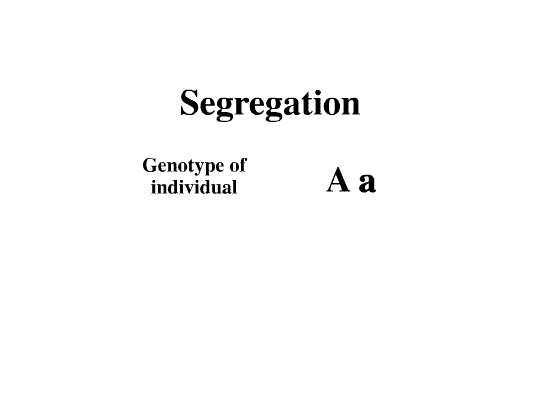 Segregation
Genotype of
individual
A a